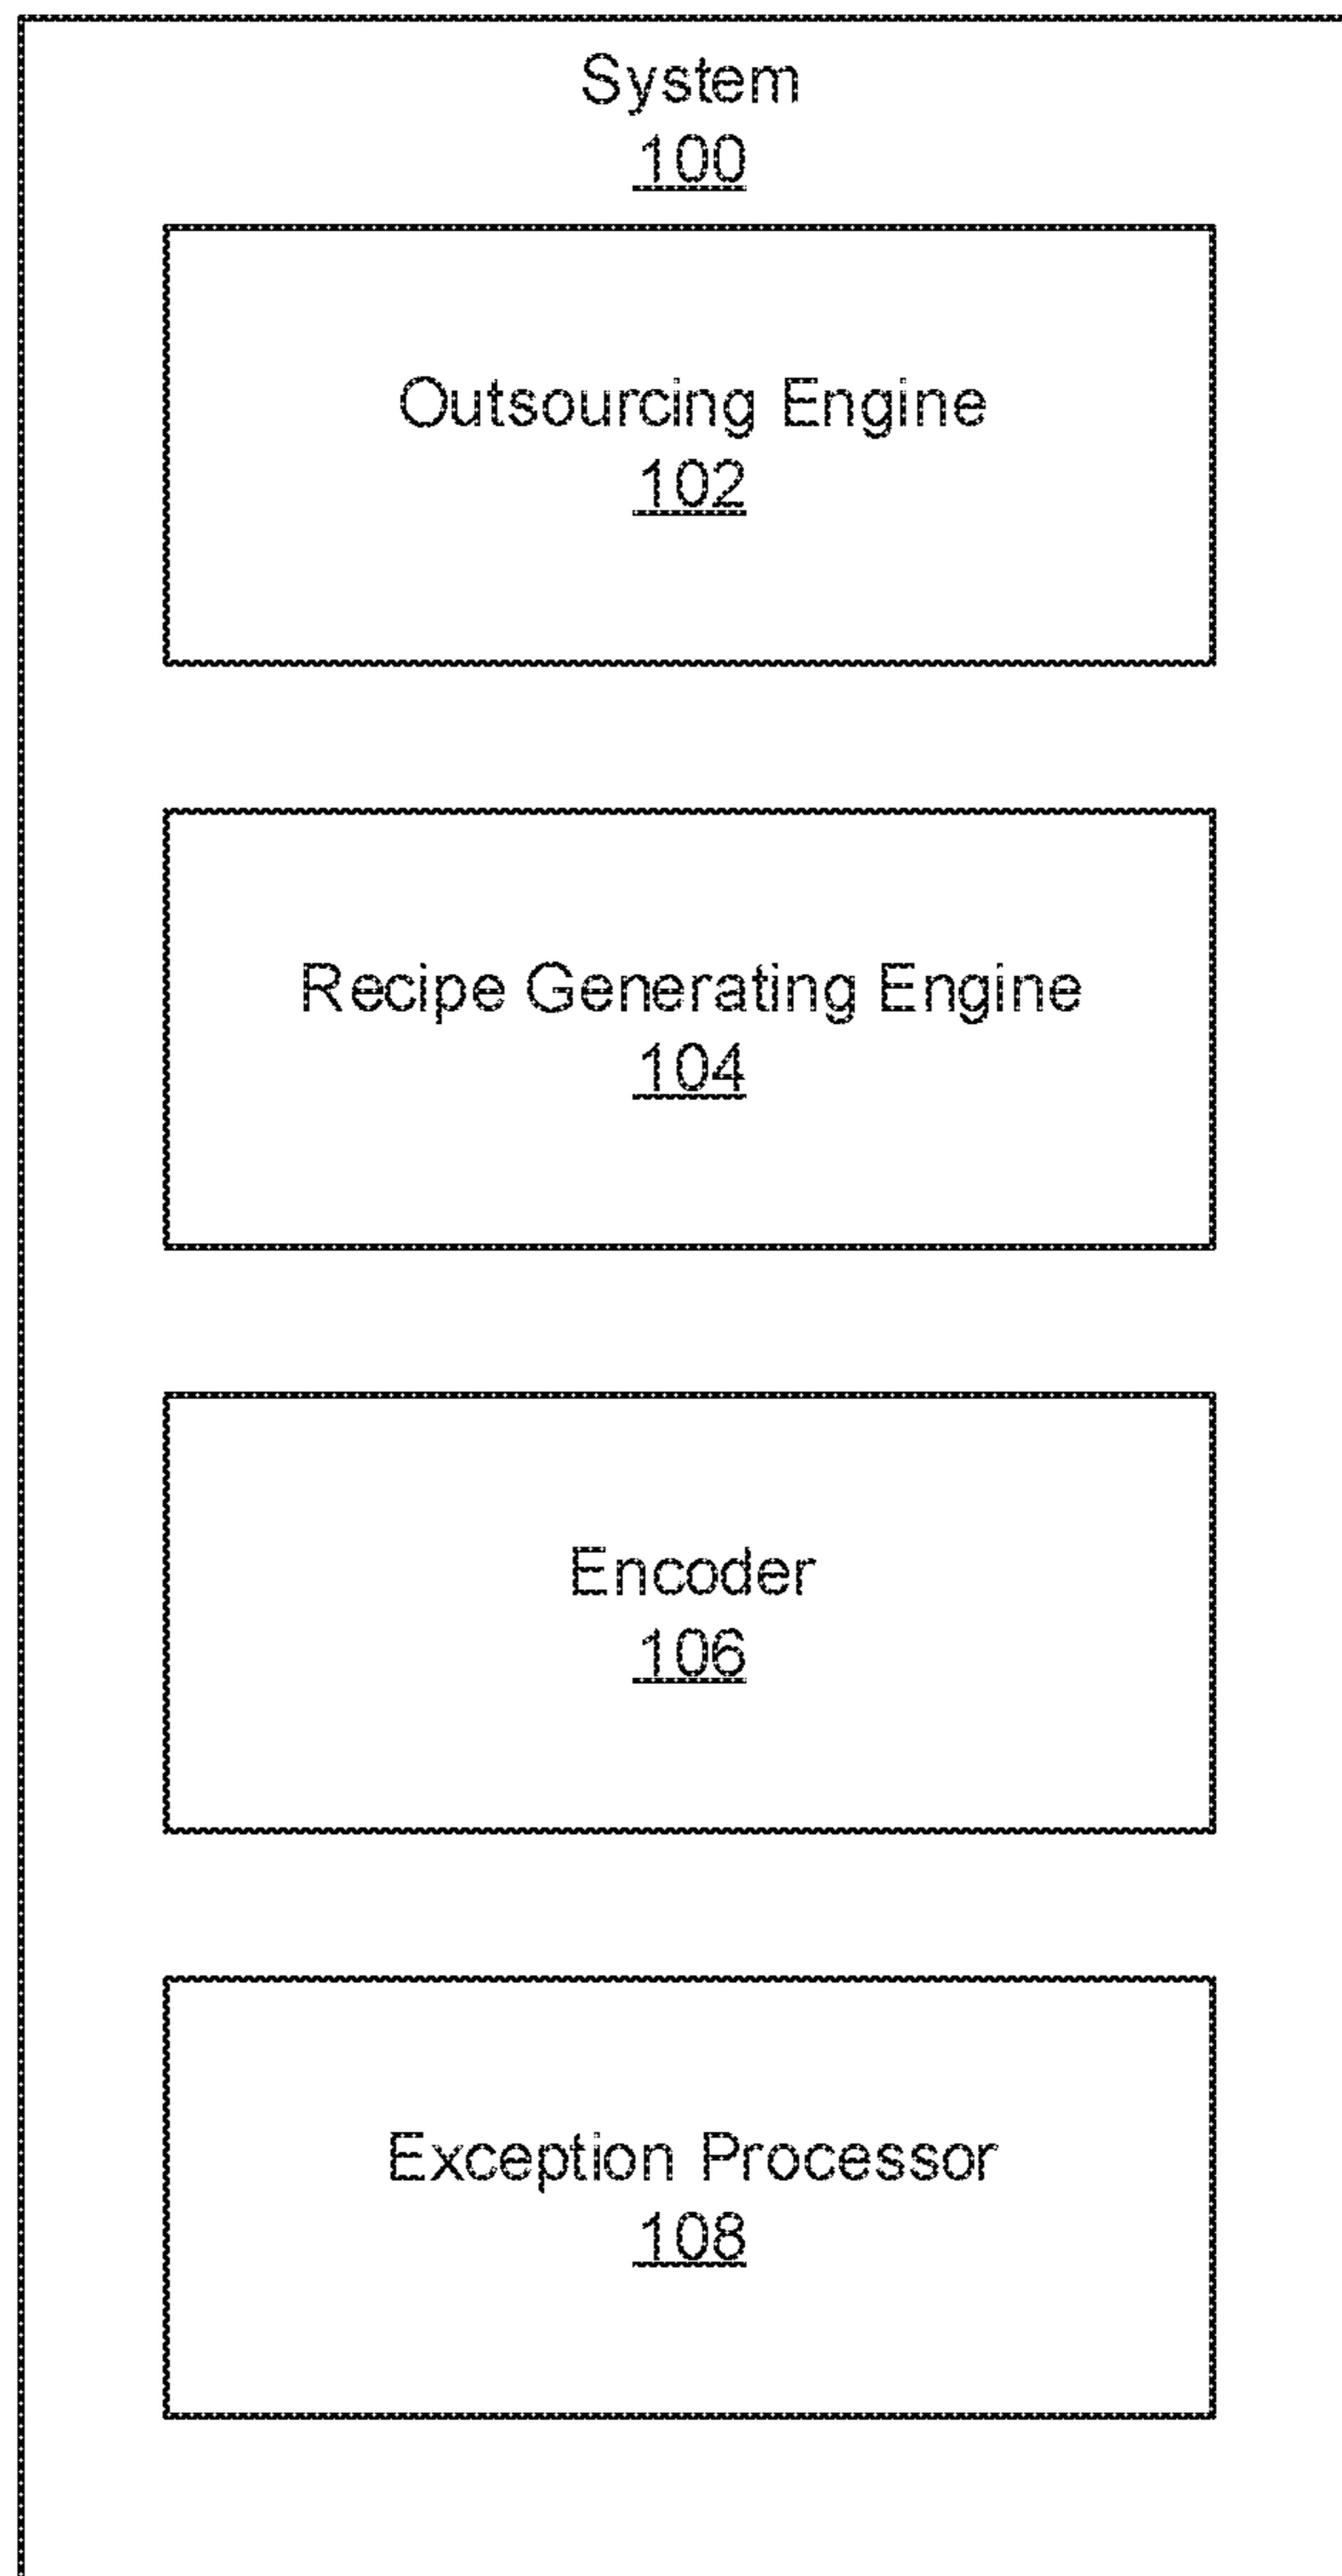 System
100
Outsourcing Engine
102
Recipe Generating Engine
104
Encoder
106
Exception Processor
108